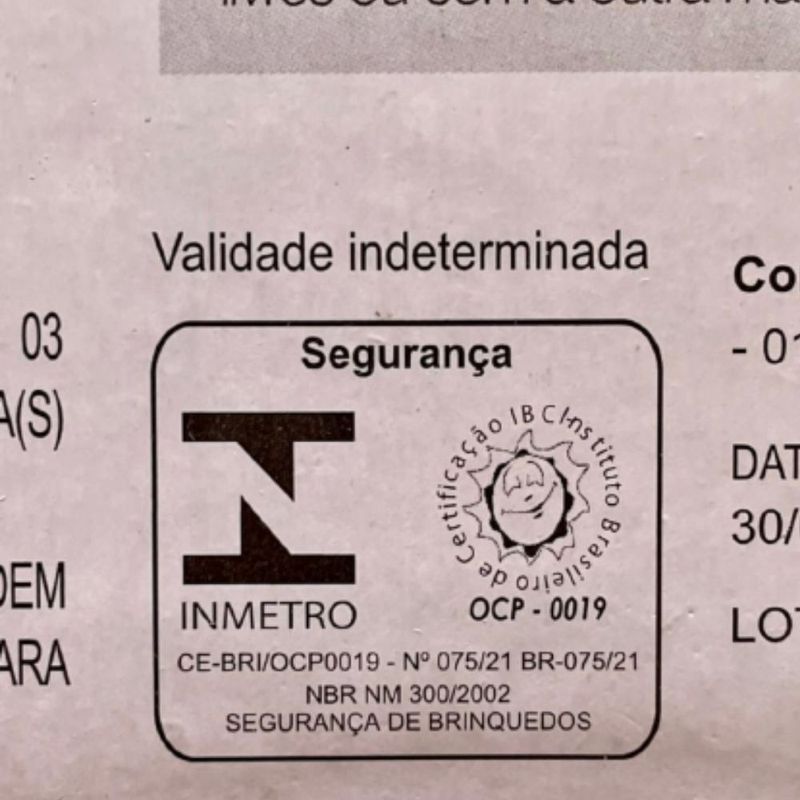 Validade indeterminada
Co
03
- 01
A(S)
Segurança
INMETRO
IBC-Instituto Brasileiro de Certificação
OCP - 0019
CE-BRI/OCP0019 - Nº 075/21 BR-075/21
NBR NM 300/2002
SEGURANÇA DE BRINQUEDOS
DAT
30/
DEM
LOT
ARA